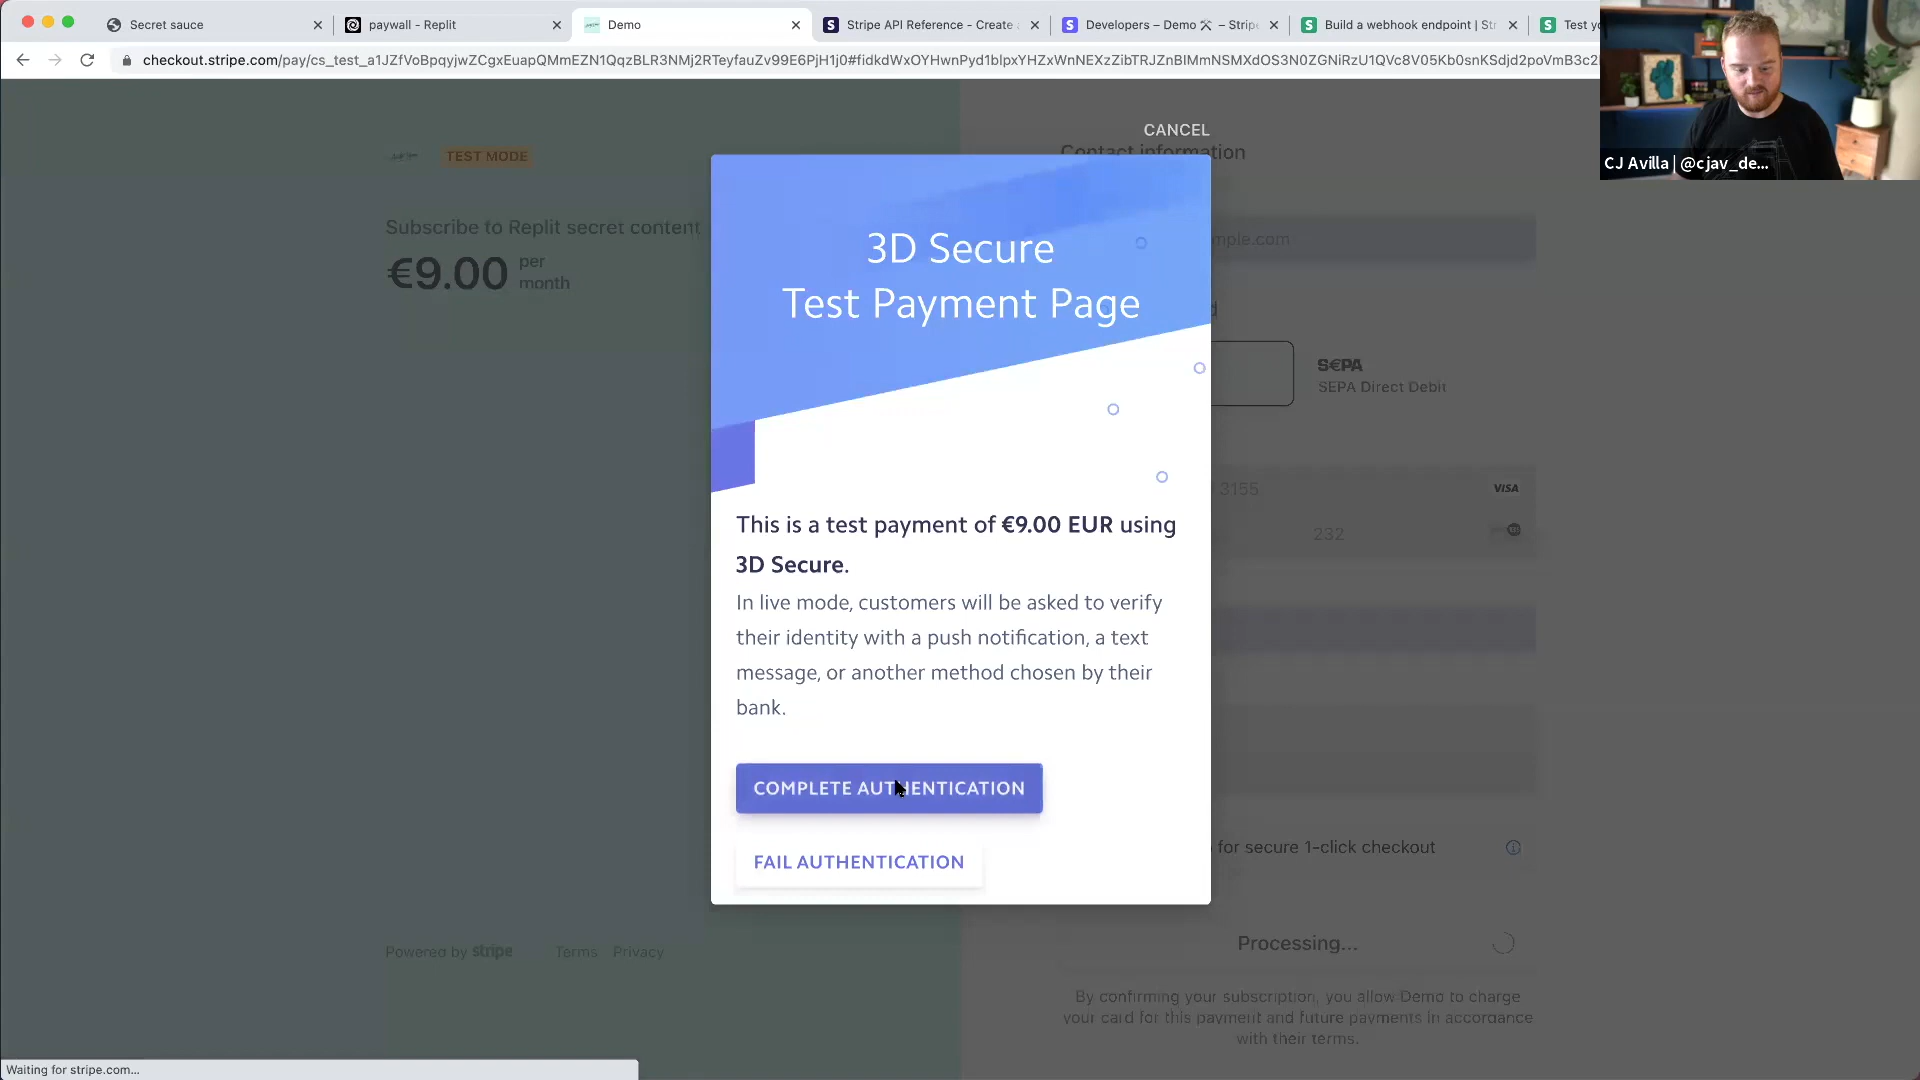 Secret sauce
paywall - Replit
Demo
Stripe API Reference - Create
Developers – Demo 🛠 – Stripe
Build a webhook endpoint | Str
Test yo
checkout.stripe.com/pay/
CJ Avilla | @cjav_de...
CANCEL
Contact information
TEST MODE
Subscribe to Replit secret content
€9.00 per
month
mple.com
3D Secure
Test Payment Page
SEPA
SEPA Direct Debit
3155
VISA
232
This is a test payment of €9.00 EUR using
3D Secure.
In live mode, customers will be asked to verify
their identity with a push notification, a text
message, or another method chosen by their
bank.
COMPLETE AUTHENTICATION
for secure 1-click checkout
FAIL AUTHENTICATION
Processing...
Powered by stripe
Terms Privacy
By confirming your subscription, you allow Demo to charge
your card for this payment and future payments in accordance
with their terms.
Waiting for stripe.com...